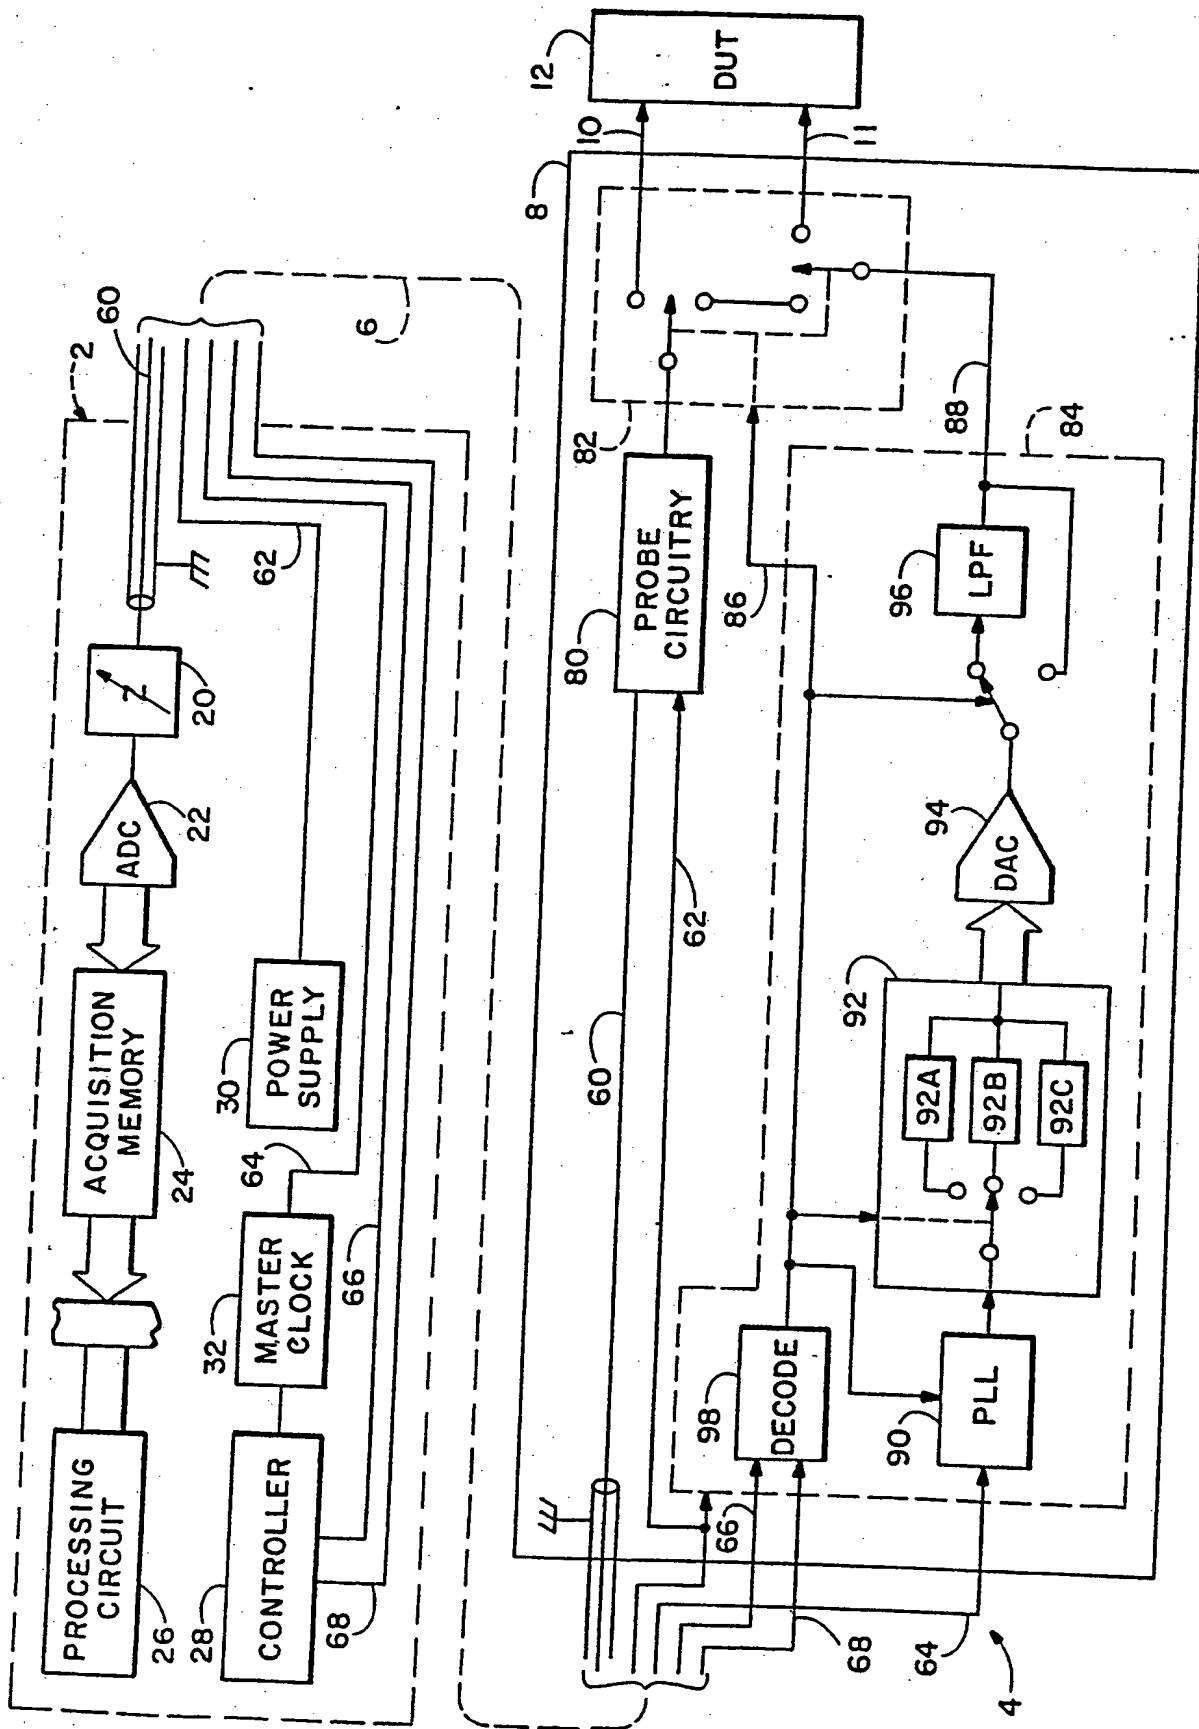 2
60
PROCESSING
CIRCUIT
26
ACQUISITION
MEMORY
24
ADC
22
Z
20
28
CONTROLLER
68
32
MASTER
CLOCK
64
66
30
POWER
SUPPLY
62
6
4
8
60
62
80
PROBE
CIRCUITRY
82
86
10
11
12
DUT
66
68
64
98
DECODE
90
PLL
92
92A
92B
92C
94
DAC
96
LPF
88
84